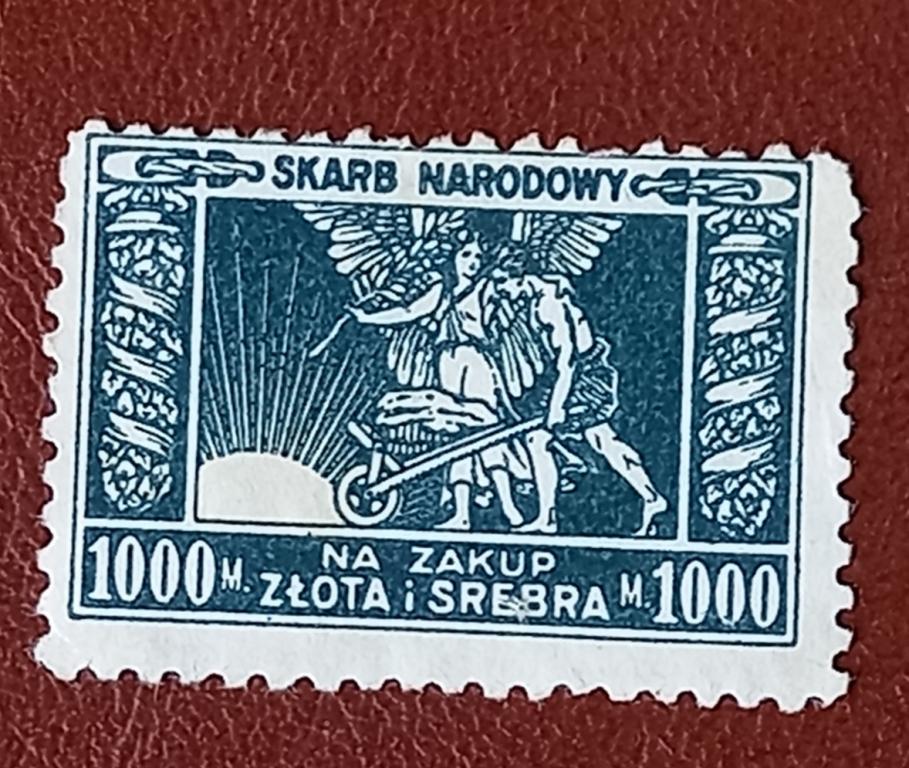 SKARB NARODOWY
NA ZAKUP
1000 M. ZŁOTA i SREBRA M. 1000